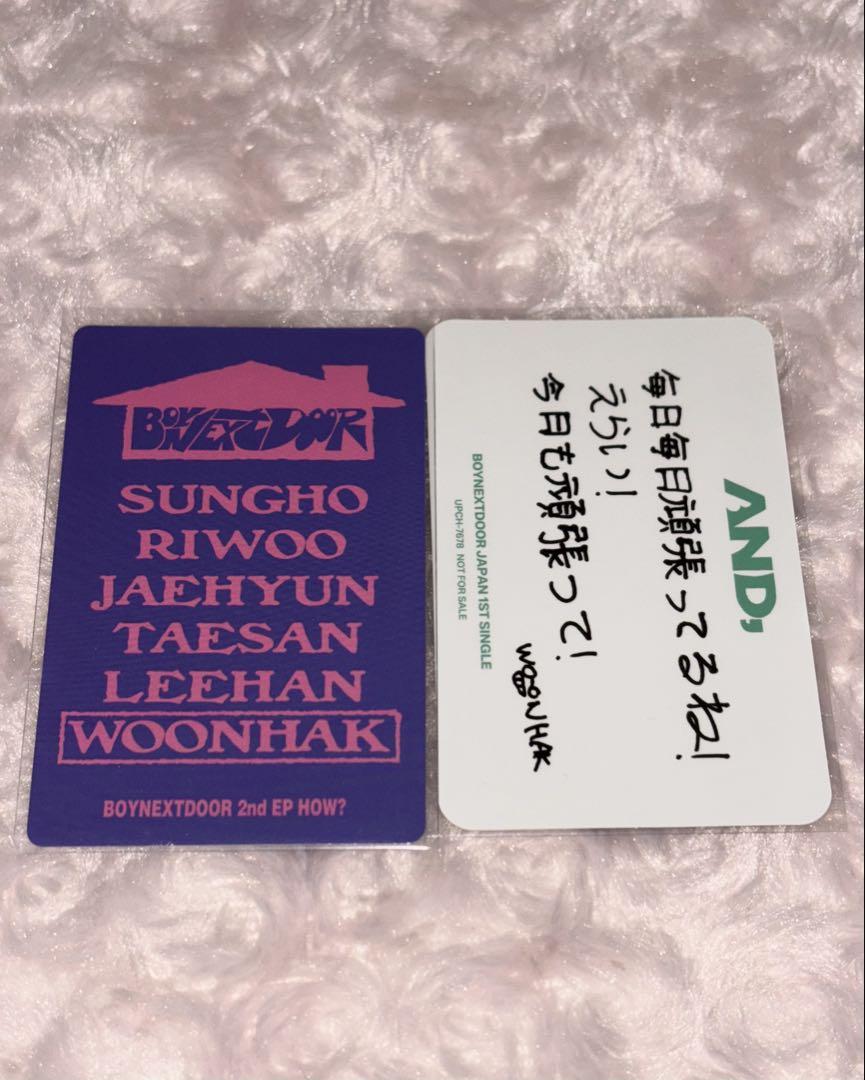 BOYNEXTDOOR
SUNGHO
RIWOO
JAEHYUN
TAESAN
LEEHAN
WOONHAK
BOYNEXTDOOR 2nd EP HOW?
AND,
毎日毎日頑張ってるね!
えらい!
今日も頑張って!
WOONHAK
BOYNEXTDOOR JAPAN 1ST SINGLE
UPCH-7678 NOT FOR SALE